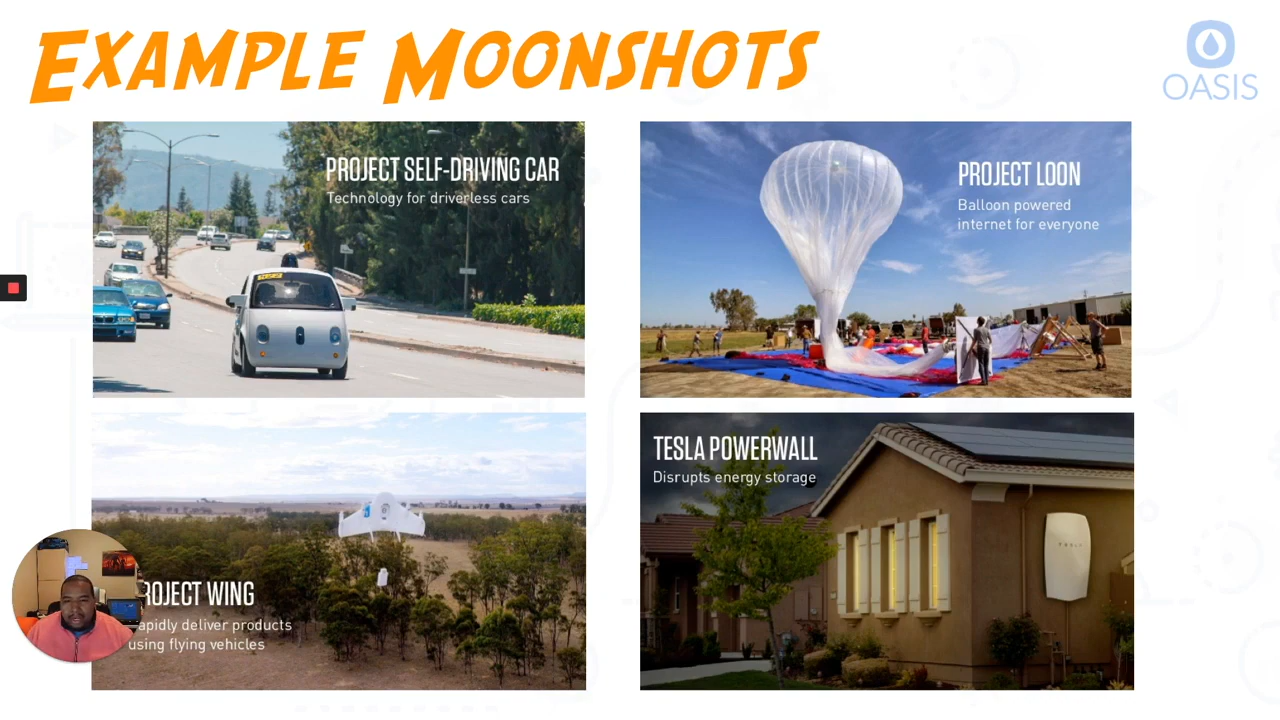 EXAMPLE MOONSHOTS
OASIS
PROJECT SELF-DRIVING CAR
Technology for driverless cars
PROJECT LOON
Balloon powered
internet for everyone
ROJECT WING
apidly deliver products
using flying vehicles
TESLA POWERWALL
Disrupts energy storage
TESLA